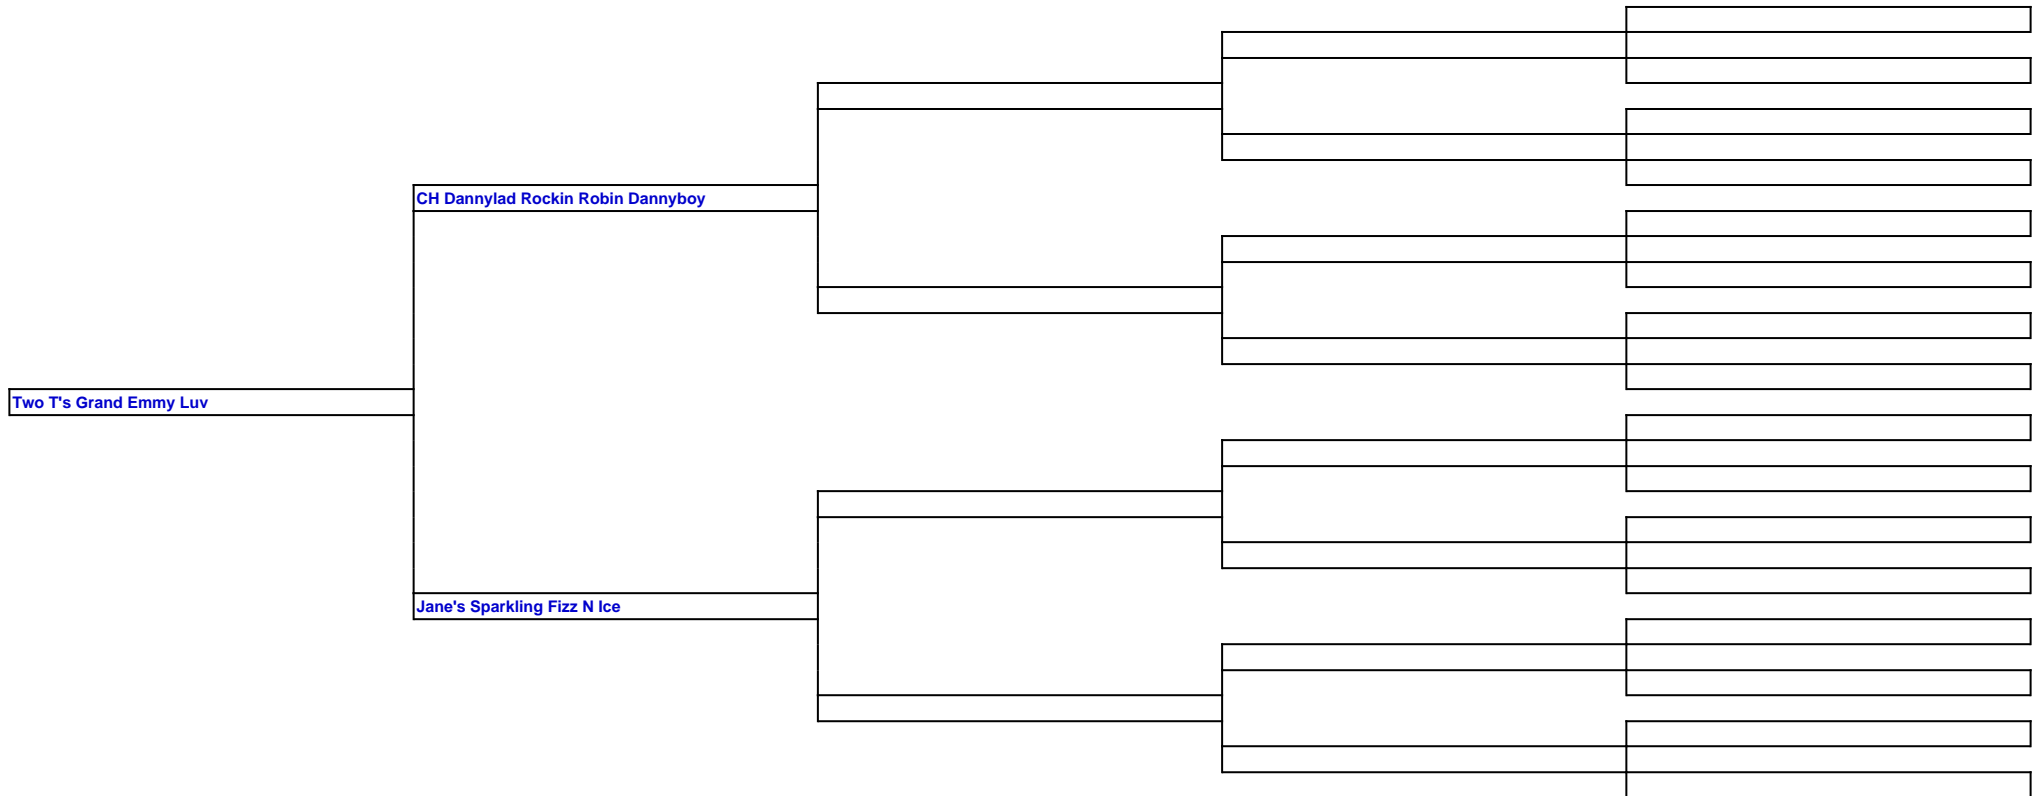 CH Dannylad Rockin Robin Dannyboy
Two T's Grand Emmy Luv
Jane's Sparkling Fizz N Ice